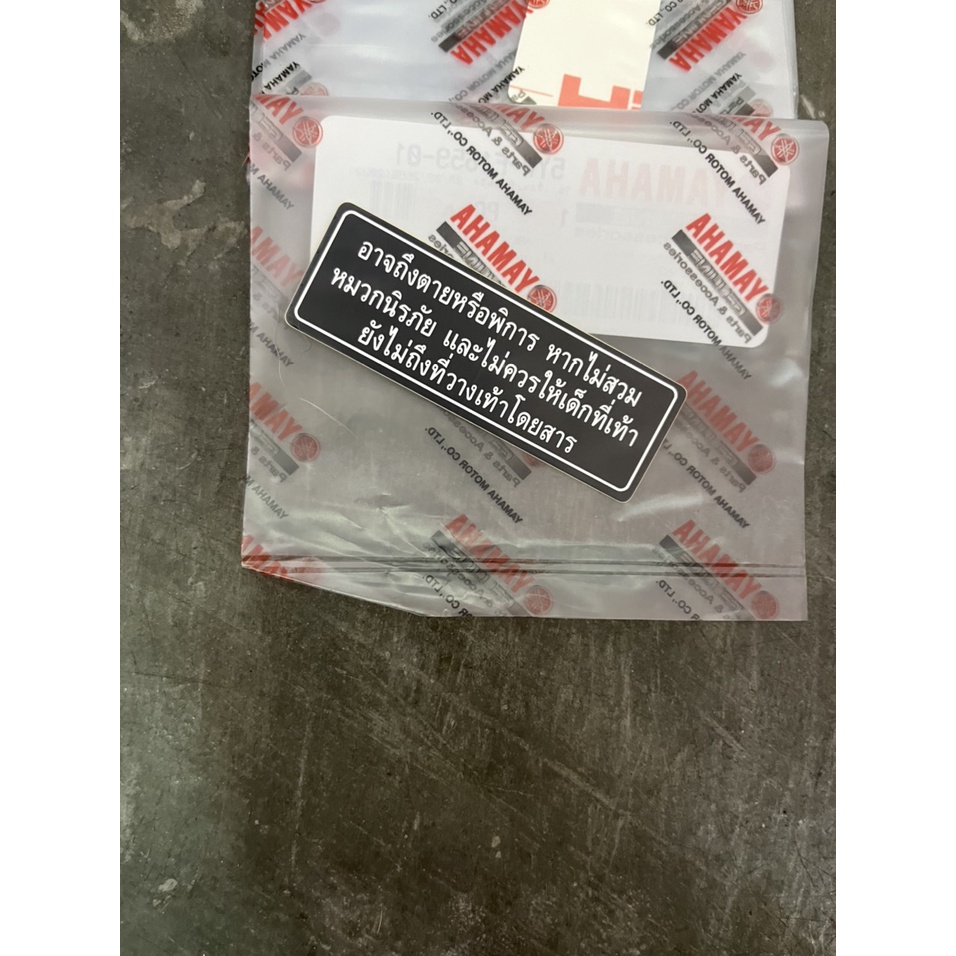 อาจถึงตายหรือพิการ หากไม่สวม
หมวกนิรภัย และไม่ควรให้เด็กที่เท้า
ยังไม่ถึงที่วางเท้าโดยสาร
YAMAHA
GENUINE
Parts & Accessories
YAMAHA MOTOR CO., LTD.